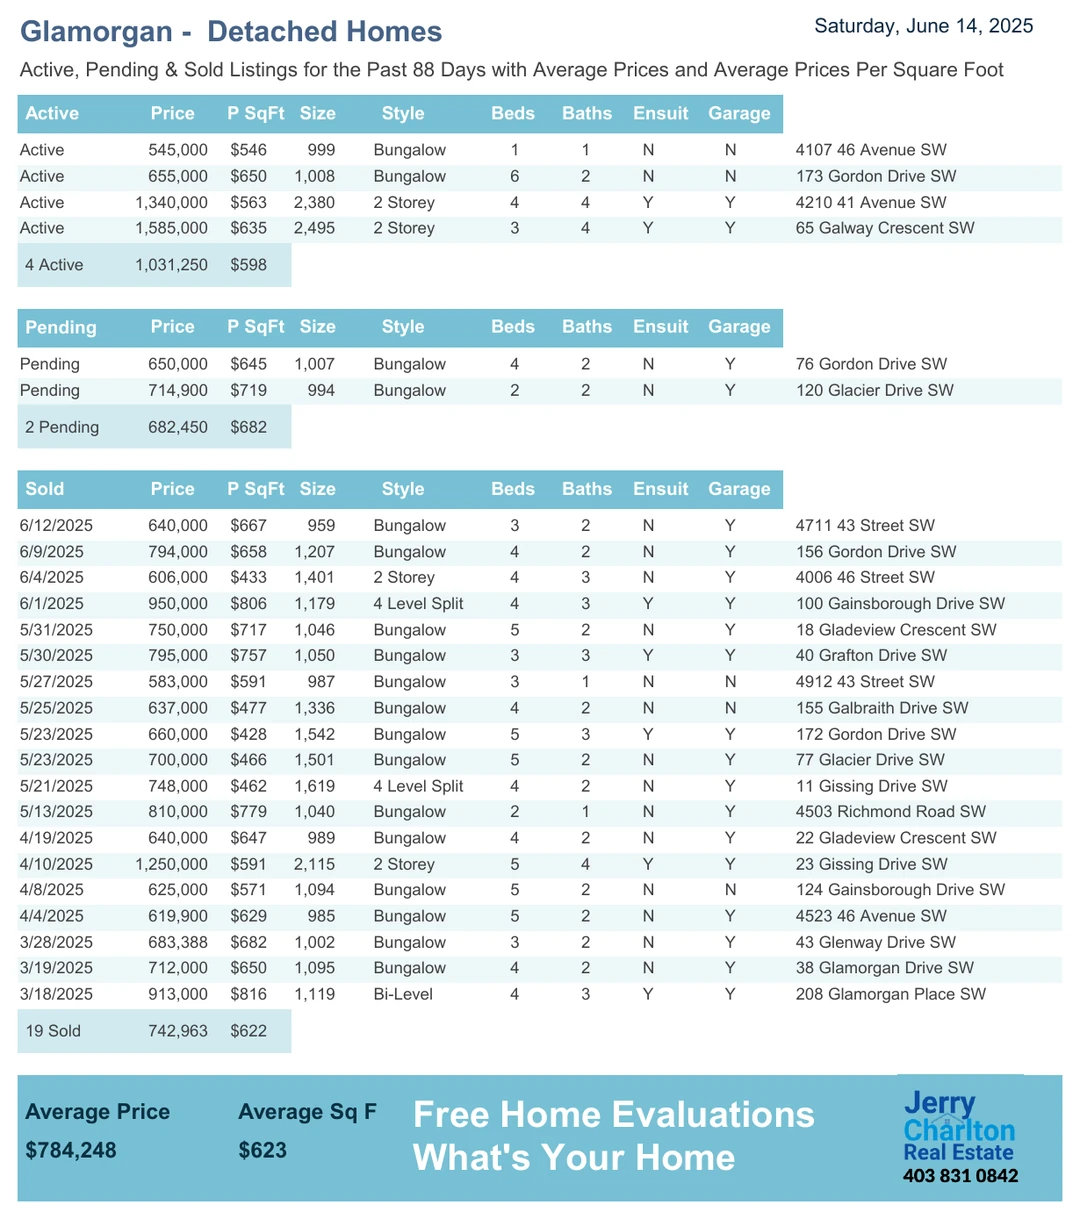 Glamorgan - Detached Homes
Saturday, June 14, 2025
Active, Pending & Sold Listings for the Past 88 Days with Average Prices and Average Prices Per Square Foot
Active Price P SqFt Size Style Beds Baths Ensuit Garage
Active 545,000 $546 999 Bungalow 1 1 N N 4107 46 Avenue SW
Active 655,000 $650 1,008 Bungalow 6 2 N N 173 Gordon Drive SW
Active 1,340,000 $563 2,380 2 Storey 4 4 Y Y 4210 41 Avenue SW
Active 1,585,000 $635 2,495 2 Storey 3 4 Y Y 65 Galway Crescent SW
4 Active 1,031,250 $598
Pending Price P SqFt Size Style Beds Baths Ensuit Garage
Pending 650,000 $645 1,007 Bungalow 4 2 N Y 76 Gordon Drive SW
Pending 714,900 $719 994 Bungalow 2 2 N Y 120 Glacier Drive SW
2 Pending 682,450 $682
Sold Price P SqFt Size Style Beds Baths Ensuit Garage
6/12/2025 640,000 $667 959 Bungalow 3 2 N Y 4711 43 Street SW
6/9/2025 794,000 $658 1,207 Bungalow 4 2 N Y 156 Gordon Drive SW
6/4/2025 606,000 $433 1,401 2 Storey 4 3 N Y 4006 46 Street SW
6/1/2025 950,000 $806 1,179 4 Level Split 4 3 Y Y 100 Gainsborough Drive SW
5/31/2025 750,000 $717 1,046 Bungalow 5 2 N Y 18 Gladeview Crescent SW
5/30/2025 795,000 $757 1,050 Bungalow 3 3 Y Y 40 Grafton Drive SW
5/27/2025 583,000 $591 987 Bungalow 3 1 N N 4912 43 Street SW
5/25/2025 637,000 $477 1,336 Bungalow 4 2 N N 155 Galbraith Drive SW
5/23/2025 660,000 $428 1,542 Bungalow 5 3 Y Y 172 Gordon Drive SW
5/23/2025 700,000 $466 1,501 Bungalow 5 2 N Y 77 Glacier Drive SW
5/21/2025 748,000 $462 1,619 4 Level Split 4 2 N Y 11 Gissing Drive SW
5/13/2025 810,000 $779 1,040 Bungalow 2 1 N Y 4503 Richmond Road SW
4/19/2025 640,000 $647 989 Bungalow 4 2 N Y 22 Gladeview Crescent SW
4/10/2025 1,250,000 $591 2,115 2 Storey 5 4 Y Y 23 Gissing Drive SW
4/8/2025 625,000 $571 1,094 Bungalow 5 2 N N 124 Gainsborough Drive SW
4/4/2025 619,900 $629 985 Bungalow 5 2 N Y 4523 46 Avenue SW
3/28/2025 683,388 $682 1,002 Bungalow 3 2 N Y 43 Glenway Drive SW
3/19/2025 712,000 $650 1,095 Bungalow 4 2 N Y 38 Glamorgan Drive SW
3/18/2025 913,000 $816 1,119 Bi-Level 4 3 Y Y 208 Glamorgan Place SW
19 Sold 742,963 $622
Average Price Average Sq F
$784,248 $623
Free Home Evaluations
What's Your Home
Jerry
Charlton
Real Estate
403 831 0842